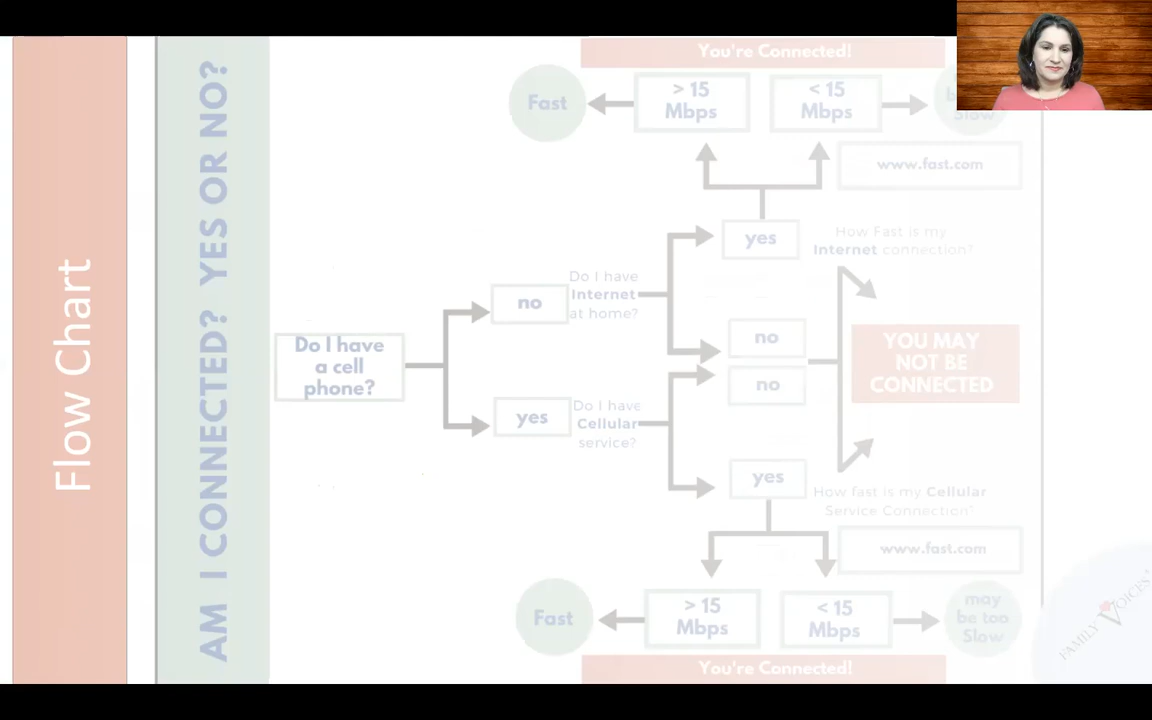 Flow Chart
AM I CONNECTED? YES OR NO?
You're Connected!
Fast
> 15
Mbps
< 15
Mbps
Slow
www.fast.com
yes
How Fast is my
Internet connection?
Do I have
Internet
at home?
no
no
YOU MAY
NOT BE
CONNECTED
Do I have
a cell
phone?
no
yes
Do I have
Cellular
service?
yes
How fast is my Cellular
Service Connection"
www.fast.com
Fast
> 15
Mbps
< 15
Mbps
may
be too
Slow
You're Connected!
FAMILY VOICES